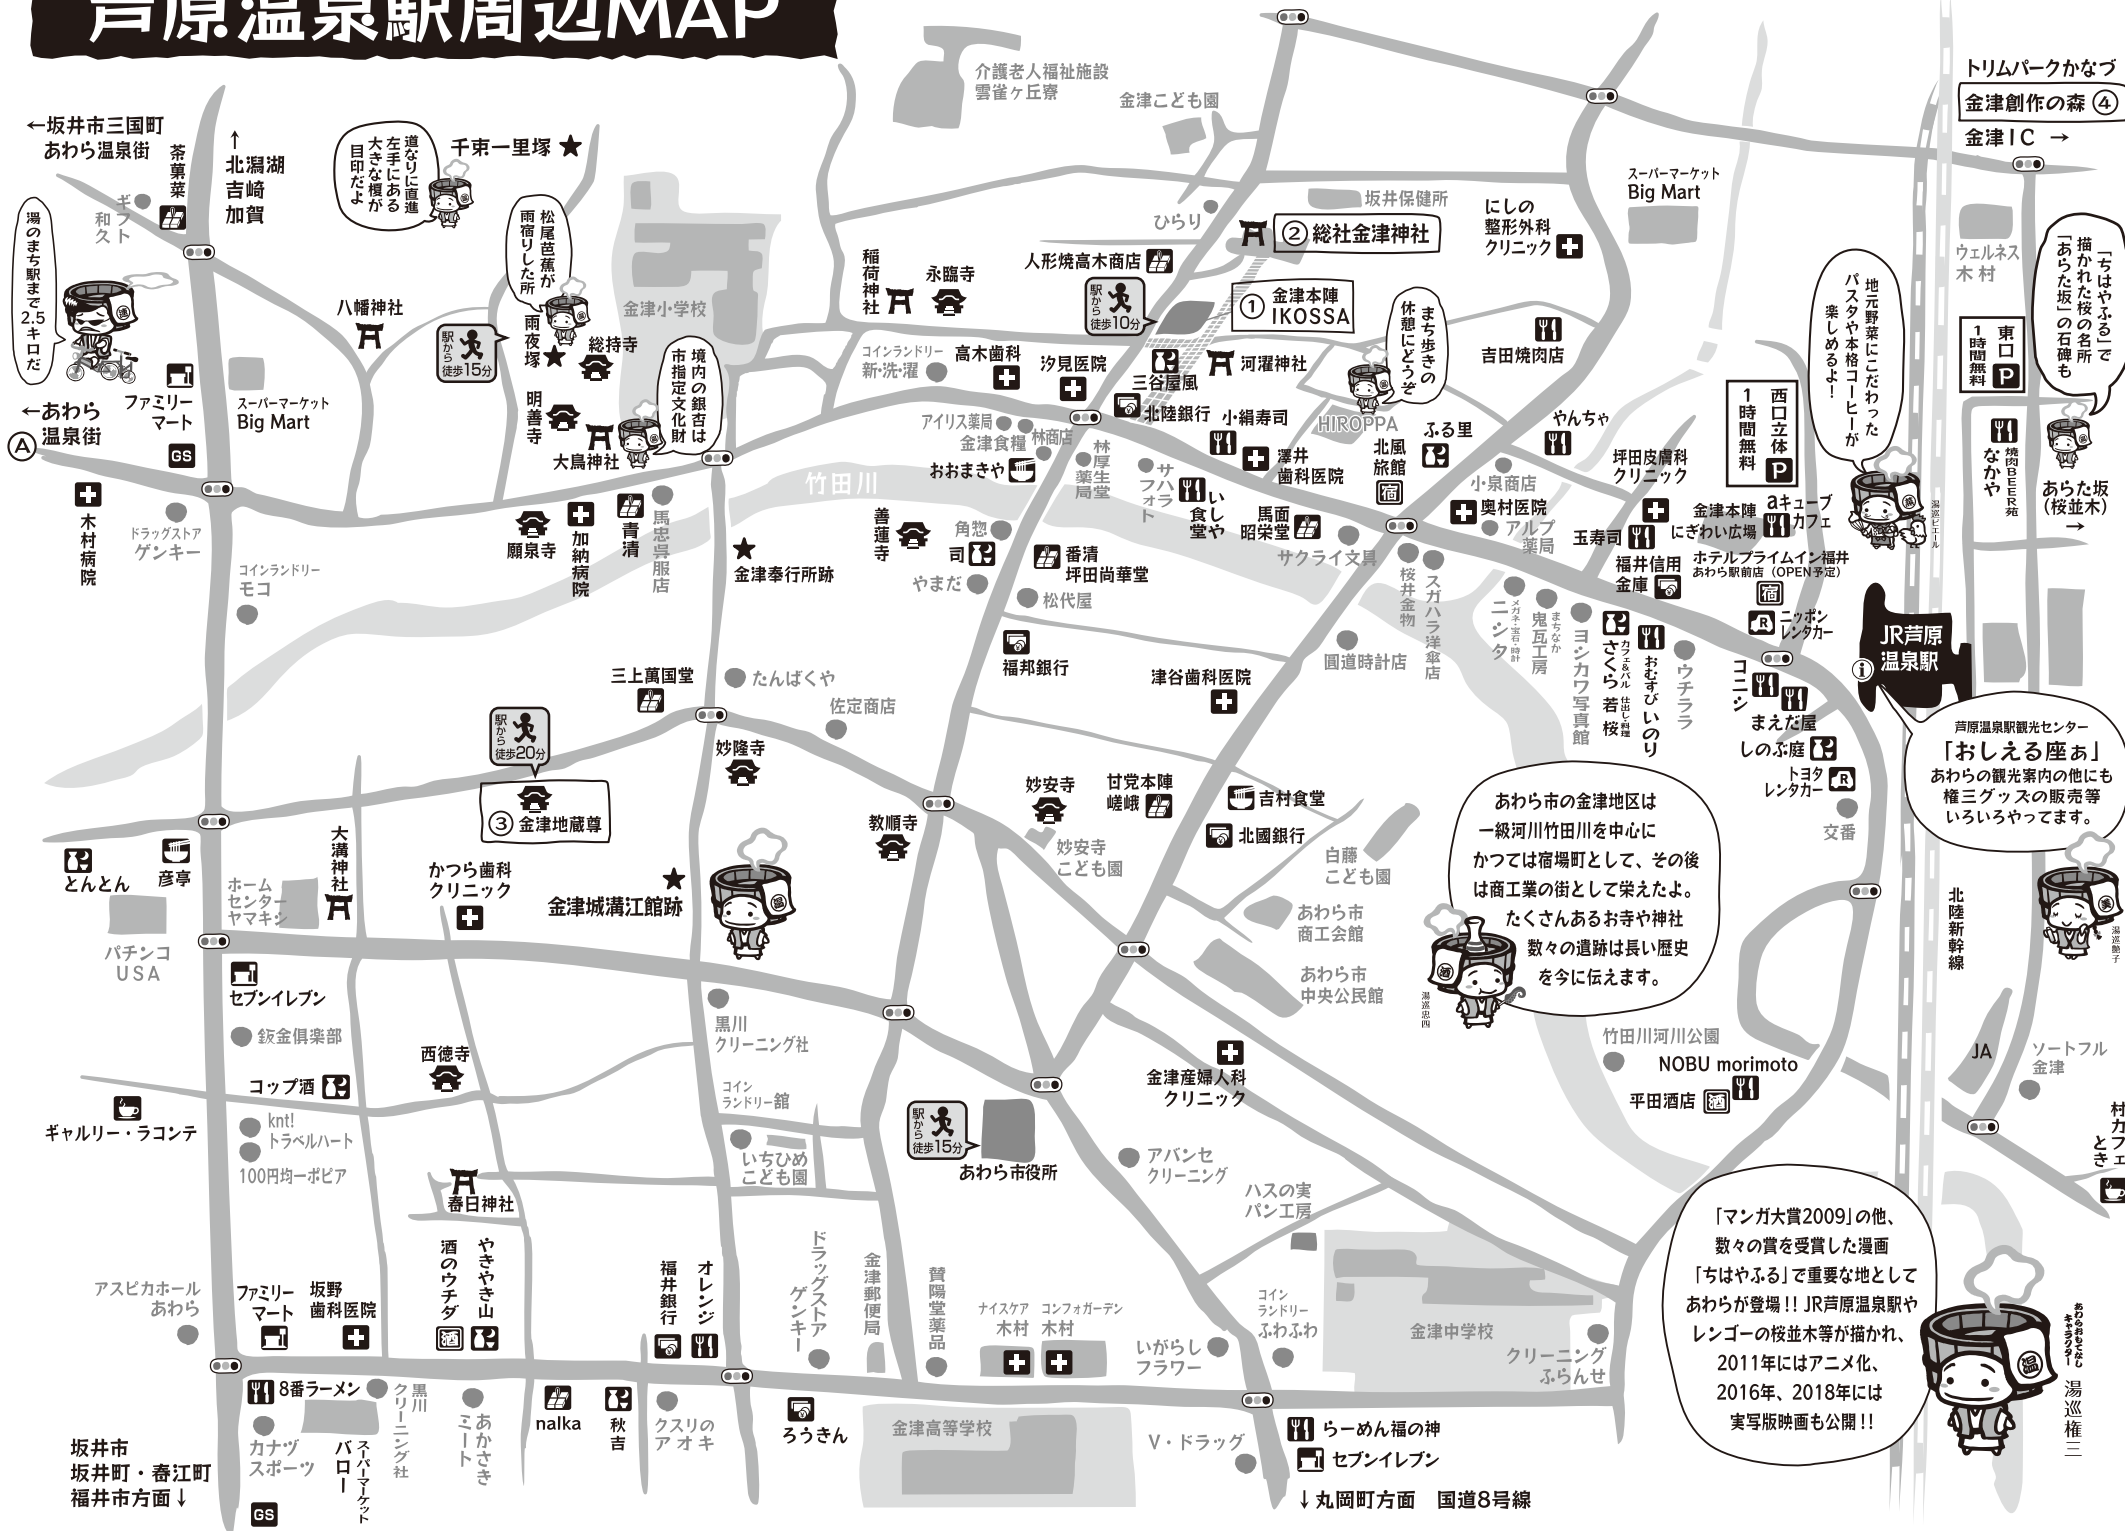 芦原温泉駅周辺MAP
←坂井市三国町
あわら温泉街
茶菓菜
ギフト
和久
↑
北潟湖
吉崎
加賀
道なりに直進
左手にある
大きな榎が
目印だよ
千束一里塚
湯のまち駅まで2.5キロだ
松尾芭蕉が
雨宿りした所
八幡神社
駅から
徒歩15分
雨夜塚
総持寺
明善寺
大鳥神社
境内の銀杏は
市指定文化財
金津小学校
ファミリー
マート
スーパーマーケット
Big Mart
←あわら
温泉街
A
GS
木村病院
ドラッグストア
ゲンキー
コインランドリー
モコ
願泉寺
加納病院
青清
馬忠呉服店
金津奉行所跡
竹田川
介護老人福祉施設
雲雀ヶ丘寮
金津こども園
ひらり
坂井保健所
② 総社金津神社
人形焼高木商店
稲荷神社
永臨寺
駅から
徒歩10分
① 金津本陣
IKOSSA
まち歩きの
休憩にどうぞ
コインランドリー
新・洗・濯
高木歯科
汐見医院
三谷屋風
河濯神社
北陸銀行
小絹寿司
HIROPPA
アイリス薬局
金津食糧
林商店
おおまきや
林厚生堂
薬局
サハラ
フォト
いしや
食堂
澤井
歯科医院
北風
旅館
宿
ふる里
馬面
昭栄堂
サクライ文具
善蓮寺
角惣
司
やまだ
番清
坪田尚華堂
松代屋
福邦銀行
にしの
整形外科
クリニック
スーパーマーケット
Big Mart
吉田焼肉店
やんちゃ
坪田皮膚科
クリニック
小泉商店
奥村医院
アルプ
薬局
玉寿司
福井信用
金庫
西口立体
1時間無料
P
金津本陣
にぎわい広場
aキューブ
カフェ
ホテルプライムイン福井
あわら駅前店（OPEN予定）
宿
ニッポン
レンタカー
地元野菜にこだわった
パスタや本格コーヒーが
楽しめるよ！
湯巡ピエール
トリムパークかなづ
金津創作の森 ④
金津IC →
ウェルネス
木村
「ちはやふる」で
描かれた桜の名所
「あらた坂」の石碑も
東口
1時間無料
P
焼肉BEER苑
なかや
あらた坂
（桜並木）
→
JR芦原
温泉駅
芦原温泉駅観光センター
「おしえる座ぁ」
あわらの観光案内の他にも
権三グッズの販売等
いろいろやってます。
桜井金物
スガハラ洋傘店
メガネ・宝石・時計
ニシタ
まちなか
鬼瓦工房
ヨシカワ写真館
カフェ＆バル
さくら
仕出し・料理
若桜
おむすび いのり
ウチララ
コニシ
まえだ屋
しのぶ庭
トヨタ
レンタカー
交番
圓道時計店
津谷歯科医院
三上萬国堂
たんばくや
佐定商店
駅から
徒歩20分
③ 金津地蔵尊
妙隆寺
教順寺
妙安寺
妙安寺
こども園
甘党本陣
嵯峨
吉村食堂
北國銀行
白藤
こども園
あわら市
商工会館
あわら市
中央公民館
あわら市の金津地区は
一級河川竹田川を中心に
かつては宿場町として、その後
は商工業の街として栄えたよ。
たくさんあるお寺や神社
数々の遺跡は長い歴史
を今に伝えます。
湯巡忠四
北陸新幹線
湯巡艶子
とんとん
彦亭
ホーム
センター
ヤマキシ
大溝神社
かつら歯科
クリニック
金津城溝江館跡
パチンコ
USA
セブンイレブン
鈑金倶楽部
コップ酒
西徳寺
ギャルリー・ラコンテ
knt!
トラベルハート
100円均一ポピア
黒川
クリーニング社
コイン
ランドリー舘
いちひめ
こども園
春日神社
駅から
徒歩15分
あわら市役所
金津産婦人科
クリニック
アバンセ
クリーニング
ハスの実
パン工房
竹田川河川公園
NOBU morimoto
平田酒店
酒
JA
ソートフル
金津
村カフェ
とき
アスピカホール
あわら
ファミリー
マート
坂野
歯科医院
酒のウチダ
酒
やきやき山
福井銀行
オレンジ
ドラッグストア
ゲンキー
金津郵便局
賛陽堂薬品
ナイスケア
木村
コンフォガーデン
木村
いがらし
フラワー
コイン
ランドリー
ふわふわ
金津中学校
クリーニング
ふらんせ
8番ラーメン
カナヅ
スポーツ
スーパーマーケット
バロー
黒川
クリーニング社
あかさき
ミート
nalka
秋吉
クスリの
アオキ
ろうきん
金津高等学校
V・ドラッグ
らーめん福の神
セブンイレブン
↓丸岡町方面　国道8号線
坂井市
坂井町・春江町
福井市方面↓
GS
「マンガ大賞2009」の他、
数々の賞を受賞した漫画
「ちはやふる」で重要な地として
あわらが登場!! JR芦原温泉駅や
レンゴーの桜並木等が描かれ、
2011年にはアニメ化、
2016年、2018年には
実写版映画も公開!!
あわらおもてなし
キャラクター
湯巡権三